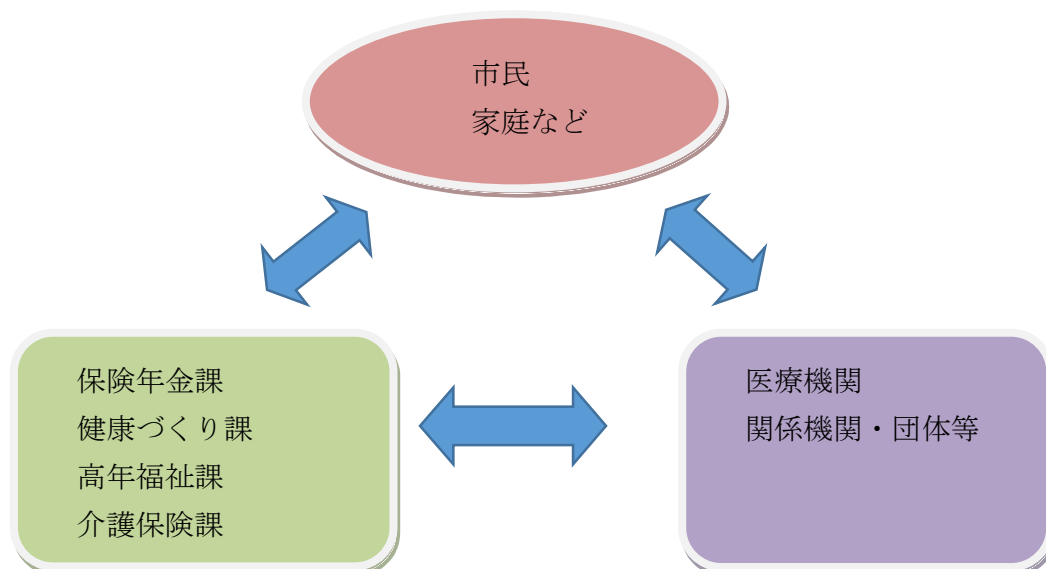 市民
家庭など
保険年金課
健康づくり課
高年福祉課
介護保険課
医療機関
関係機関・団体等